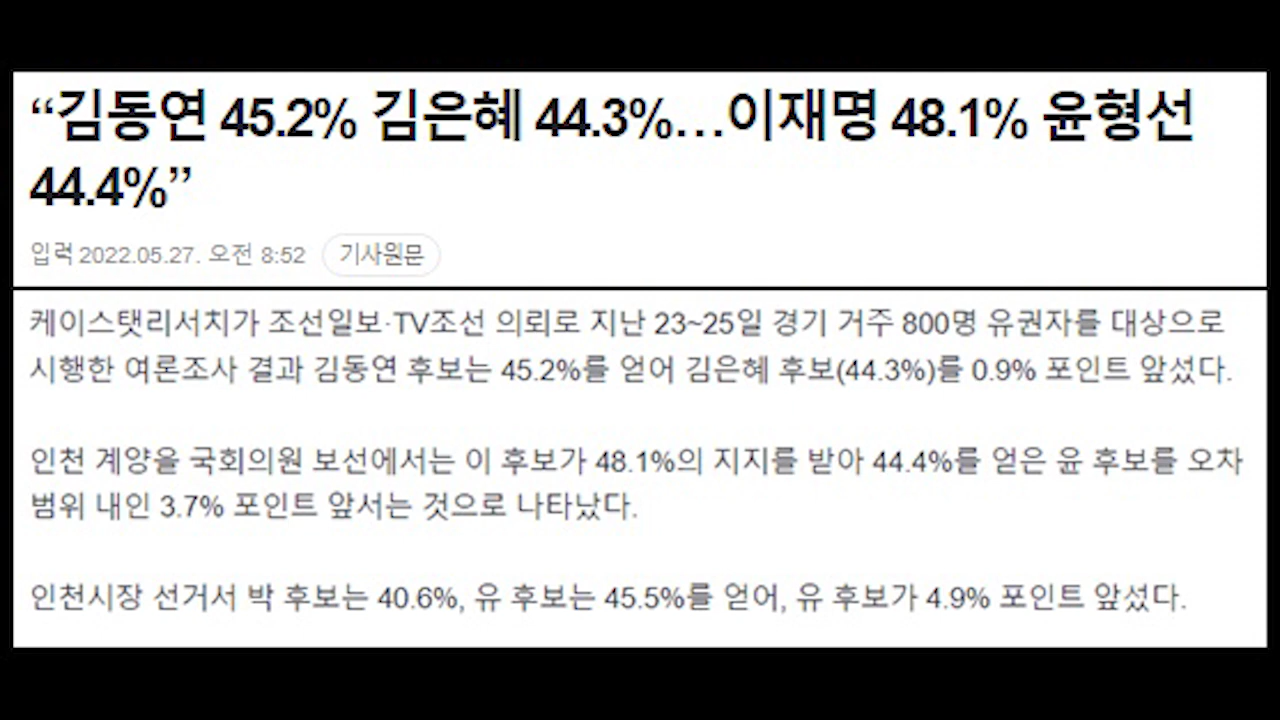 “김동연 45.2% 김은혜 44.3%…이재명 48.1% 윤형선
44.4%”
입력 2022.05.27. 오전 8:52 기사원문
케이스탯리서치가 조선일보·TV조선 의뢰로 지난 23~25일 경기 거주 800명 유권자를 대상으로
시행한 여론조사 결과 김동연 후보는 45.2%를 얻어 김은혜 후보(44.3%)를 0.9% 포인트 앞섰다.
인천 계양을 국회의원 보선에서는 이 후보가 48.1%의 지지를 받아 44.4%를 얻은 윤 후보를 오차
범위 내인 3.7% 포인트 앞서는 것으로 나타났다.
인천시장 선거서 박 후보는 40.6%, 유 후보는 45.5%를 얻어, 유 후보가 4.9% 포인트 앞섰다.